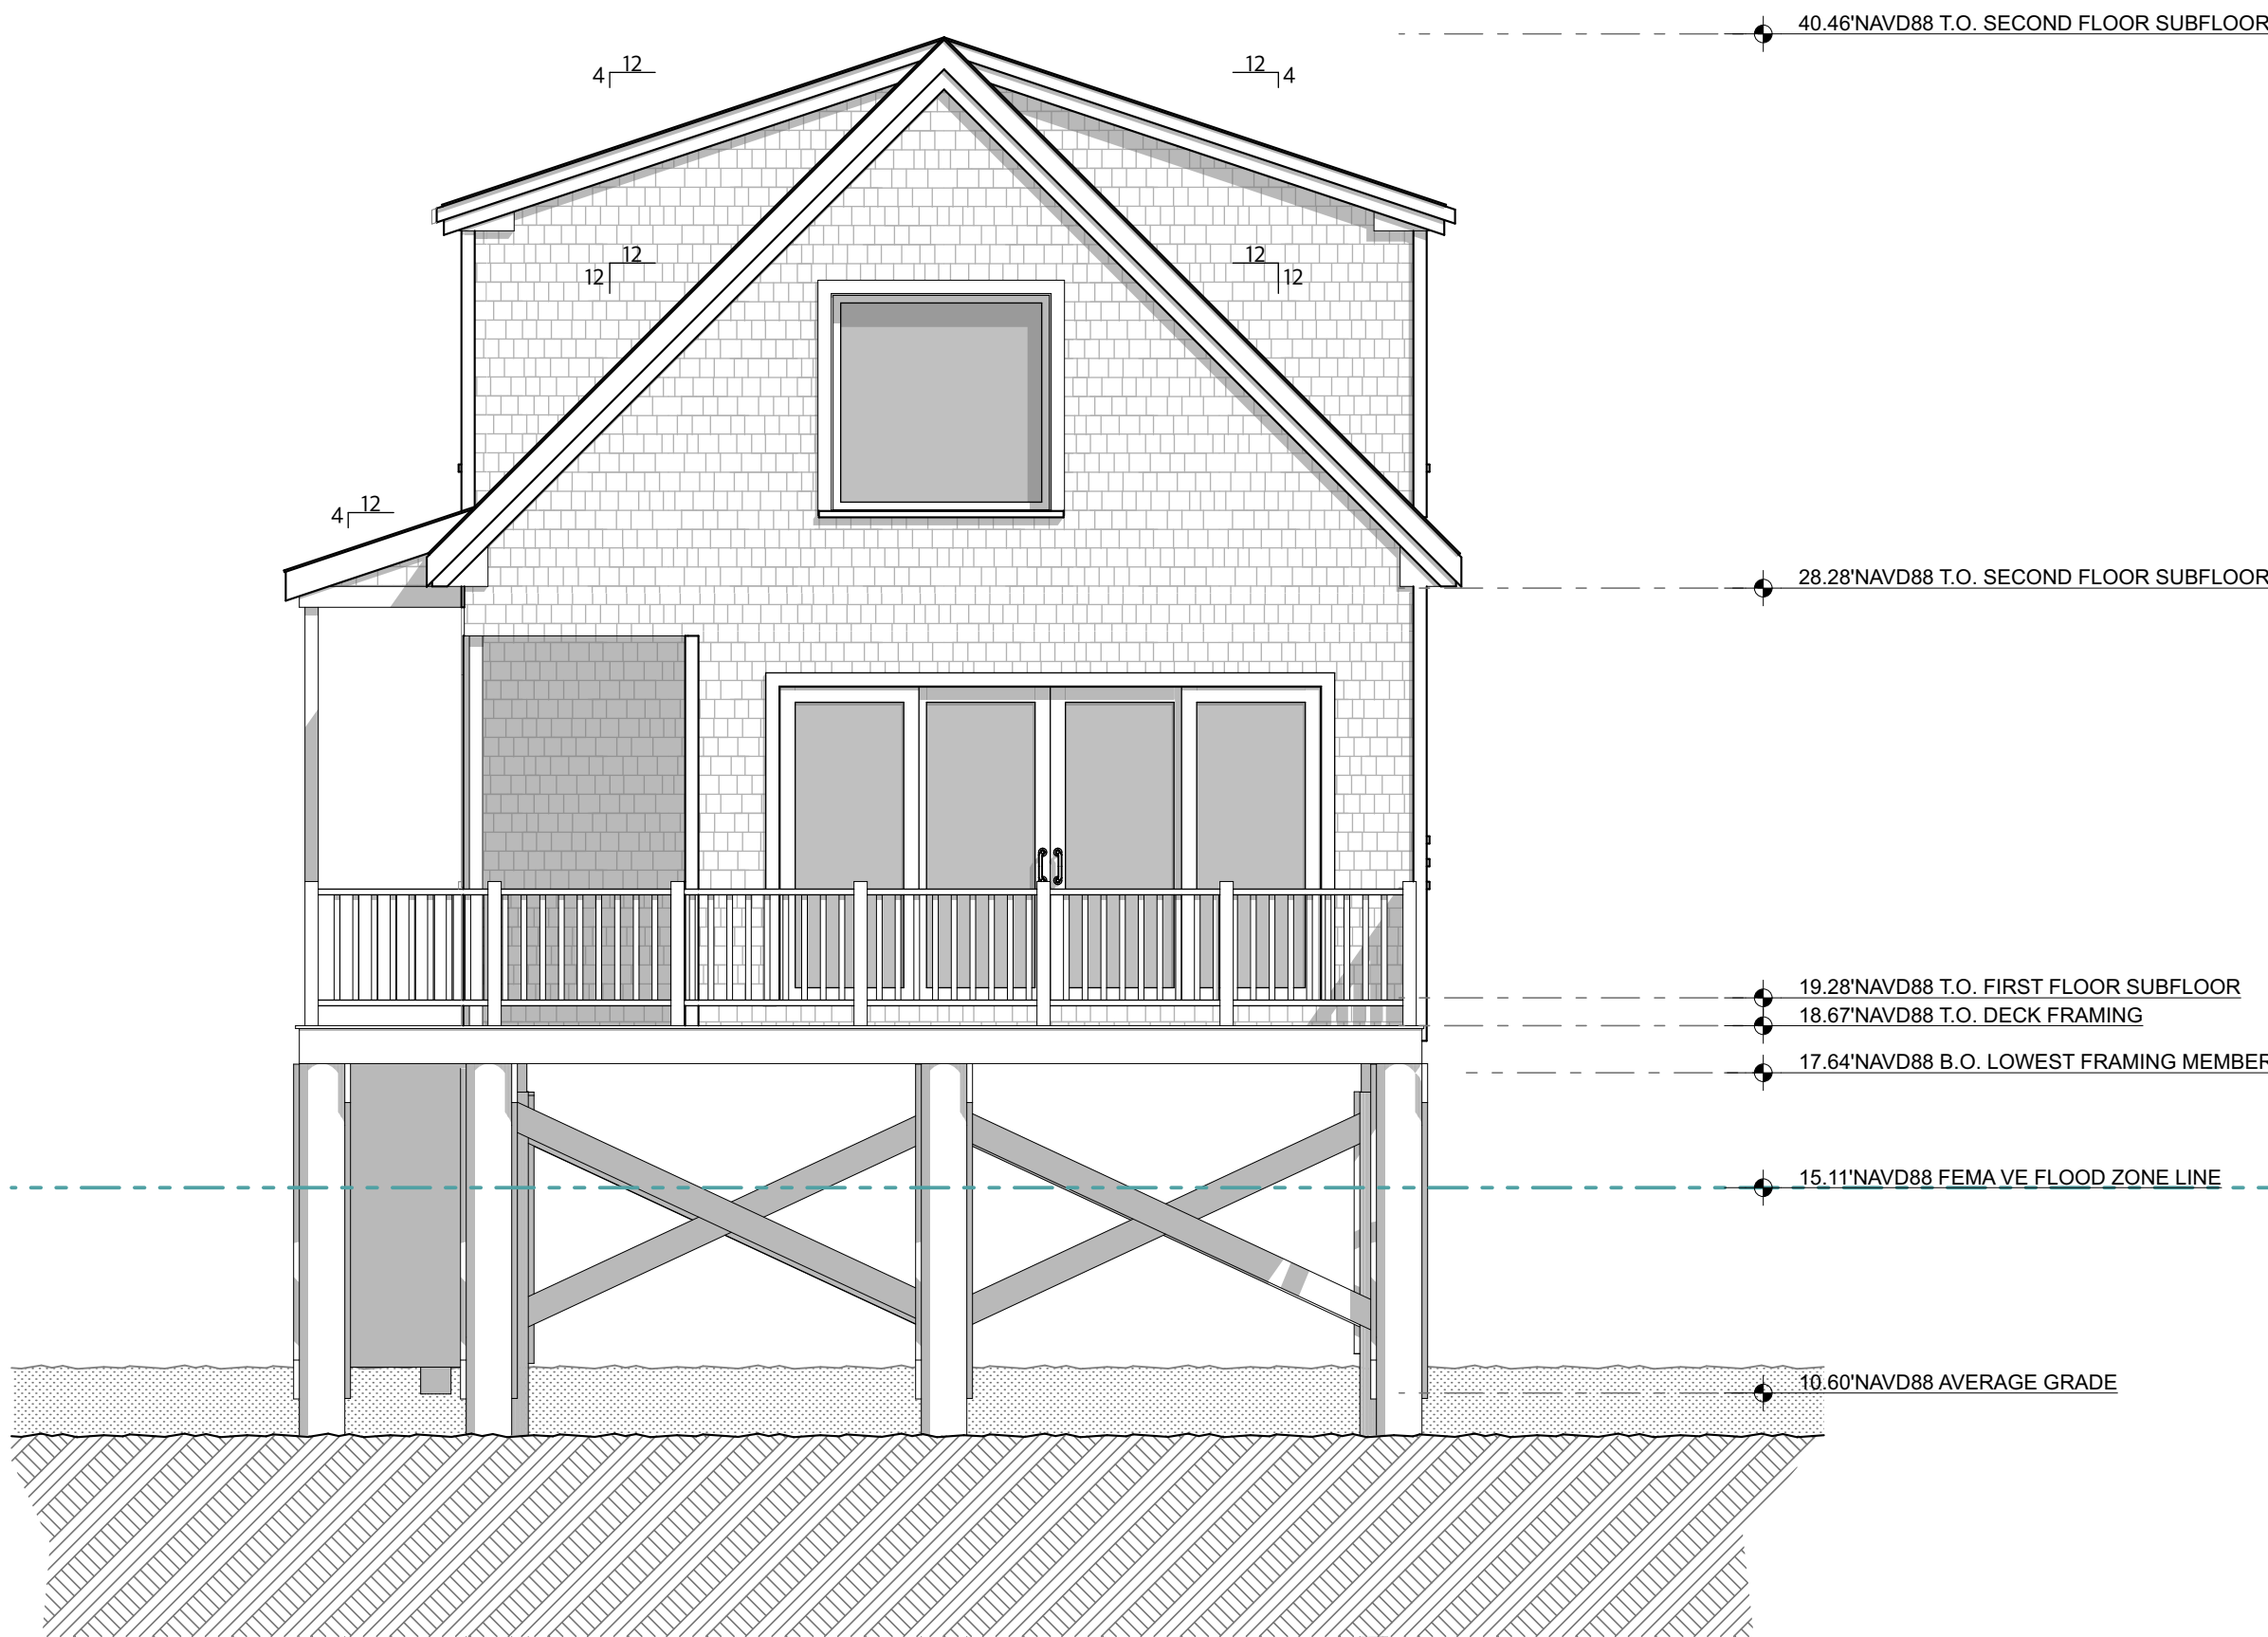 40.46'NAVD88 T.O. SECOND FLOOR SUBFLOOR
12
4
12
4
12
12
12
12
12
4
28.28'NAVD88 T.O. SECOND FLOOR SUBFLOOR
19.28'NAVD88 T.O. FIRST FLOOR SUBFLOOR
18.67'NAVD88 T.O. DECK FRAMING
17.64'NAVD88 B.O. LOWEST FRAMING MEMBER
15.11'NAVD88 FEMA VE FLOOD ZONE LINE
10.60'NAVD88 AVERAGE GRADE